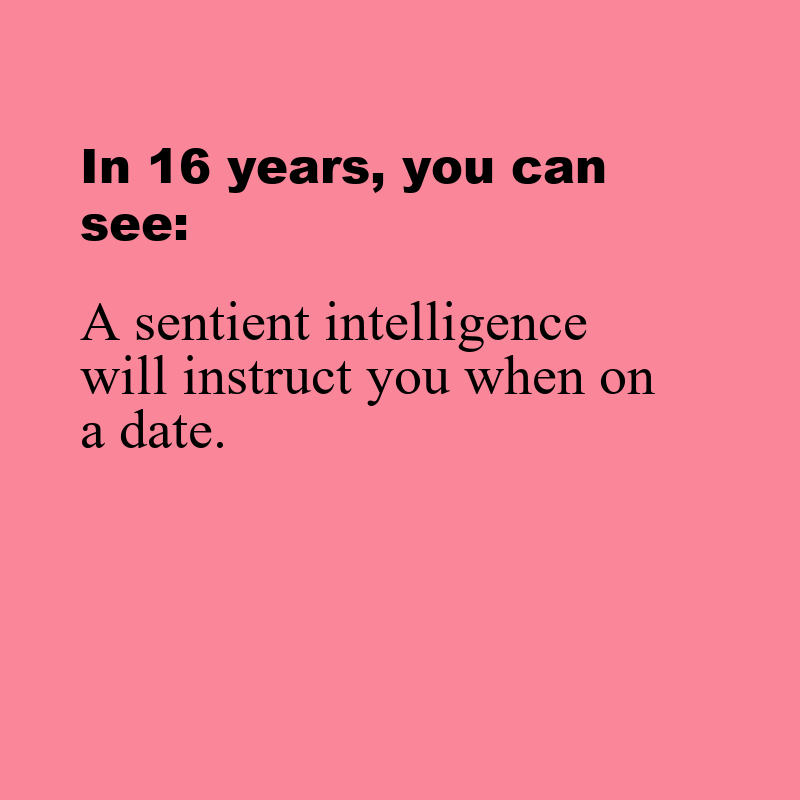 In 16 years, you can
see:
A sentient intelligence
will instruct you when on
a date.